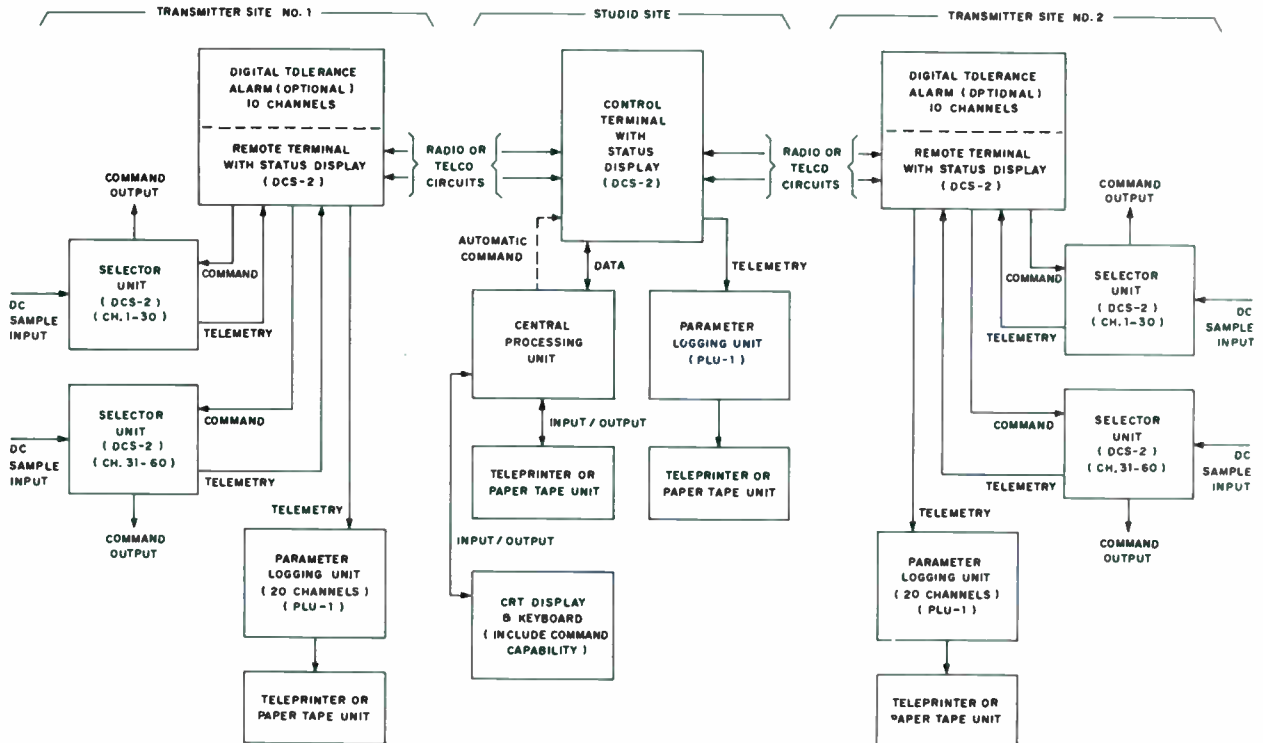 TRANSMITTER SITE NO. 1
STUDIO SITE
TRANSMITTER SITE NO. 2
DIGITAL TOLERANCE
ALARM (OPTIONAL)
10 CHANNELS
REMOTE TERMINAL
WITH STATUS DISPLAY
(DCS-2)
RADIO OR
TELCO
CIRCUITS
CONTROL
TERMINAL
WITH
STATUS
DISPLAY
(DCS-2)
RADIO OR
TELCO
CIRCUITS
DIGITAL TOLERANCE
ALARM (OPTIONAL)
10 CHANNELS
REMOTE TERMINAL
WITH STATUS DISPLAY
(DCS-2)
COMMAND
OUTPUT
SELECTOR
UNIT
(DCS-2)
(CH. 1-30)
DC
SAMPLE
INPUT
COMMAND
TELEMETRY
SELECTOR
UNIT
(DCS-2)
(CH. 31-60)
DC
SAMPLE
INPUT
COMMAND
TELEMETRY
COMMAND
OUTPUT
TELEMETRY
PARAMETER
LOGGING UNIT
(20 CHANNELS)
(PLU-1)
TELEPRINTER OR
PAPER TAPE UNIT
AUTOMATIC
COMMAND
DATA
TELEMETRY
CENTRAL
PROCESSING
UNIT
PARAMETER
LOGGING UNIT
(PLU-1)
INPUT / OUTPUT
TELEPRINTER OR
PAPER TAPE UNIT
TELEPRINTER OR
PAPER TAPE UNIT
INPUT / OUTPUT
CRT DISPLAY
& KEYBOARD
(INCLUDE COMMAND
CAPABILITY)
COMMAND
OUTPUT
COMMAND
SELECTOR
UNIT
(DCS-2)
(CH. 1-30)
DC
SAMPLE
INPUT
TELEMETRY
COMMAND
SELECTOR
UNIT
(DCS-2)
(CH. 31-60)
DC
SAMPLE
INPUT
TELEMETRY
COMMAND
OUTPUT
TELEMETRY
PARAMETER
LOGGING UNIT
(20 CHANNELS)
(PLU-1)
TELEPRINTER OR
PAPER TAPE UNIT